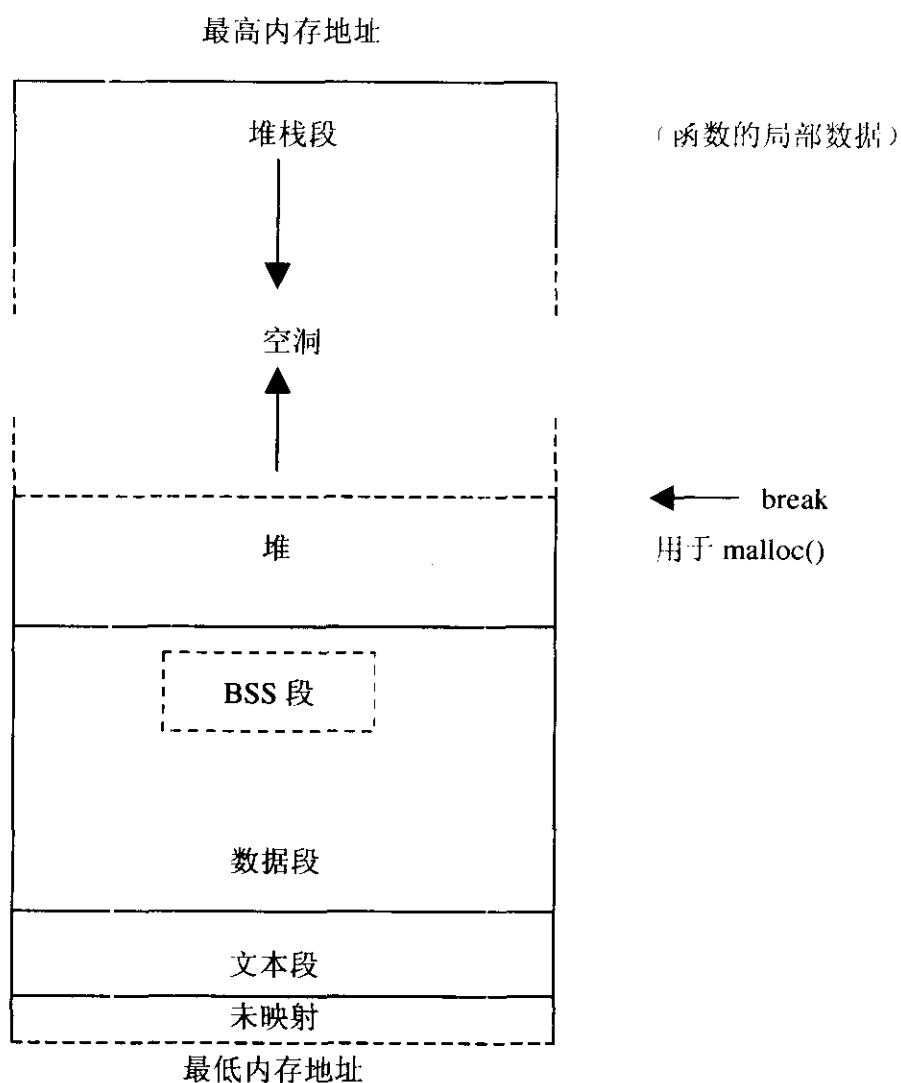 最高内存地址
堆栈段
（函数的局部数据）
空洞
break
堆
用于 malloc()
BSS 段
数据段
文本段
未映射
最低内存地址